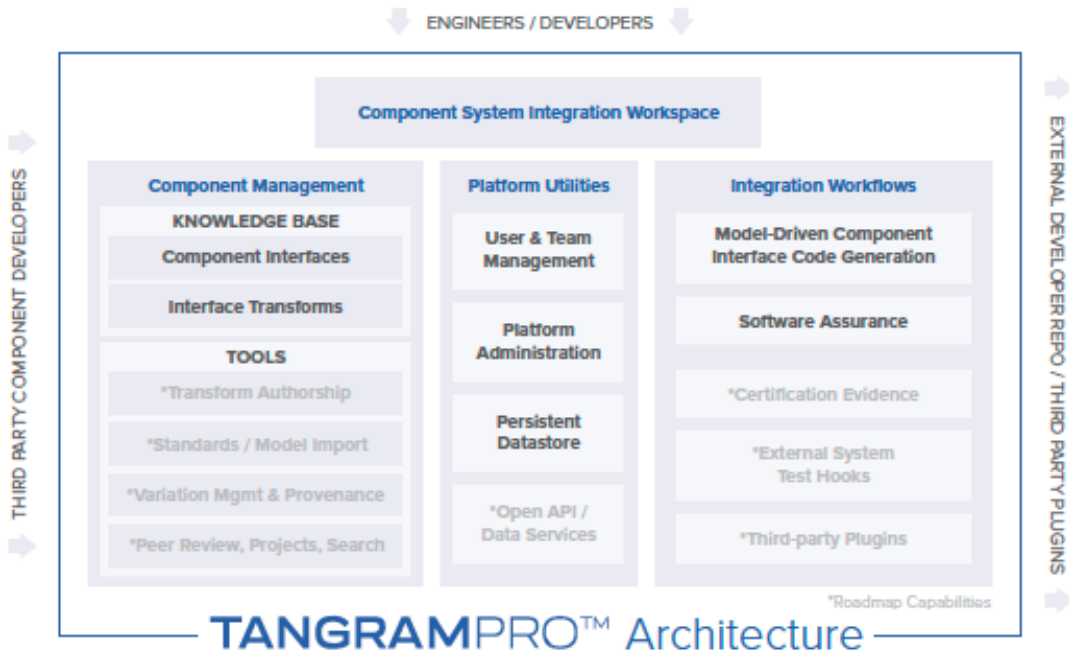 ENGINEERS / DEVELOPERS
THIRD PARTY COMPONENT DEVELOPERS
Component System Integration Workspace
Component Management
KNOWLEDGE BASE
Component Interfaces
Interface Transforms
TOOLS
*Transform Authorship
*Standards / Model Import
*Variation Mgmt & Provenance
*Peer Review, Projects, Search
Platform Utilities
User & Team
Management
Platform
Administration
Persistent
Datastore
*Open API /
Data Services
Integration Workflows
Model-Driven Component
Interface Code Generation
Software Assurance
*Certification Evidence
*External System
Test Hooks
*Third-party Plugins
*Roadmap Capabilities
EXTERNAL DEVELOPER REPO / THIRD PARTY PLUGINS
TANGRAMPRO™ Architecture